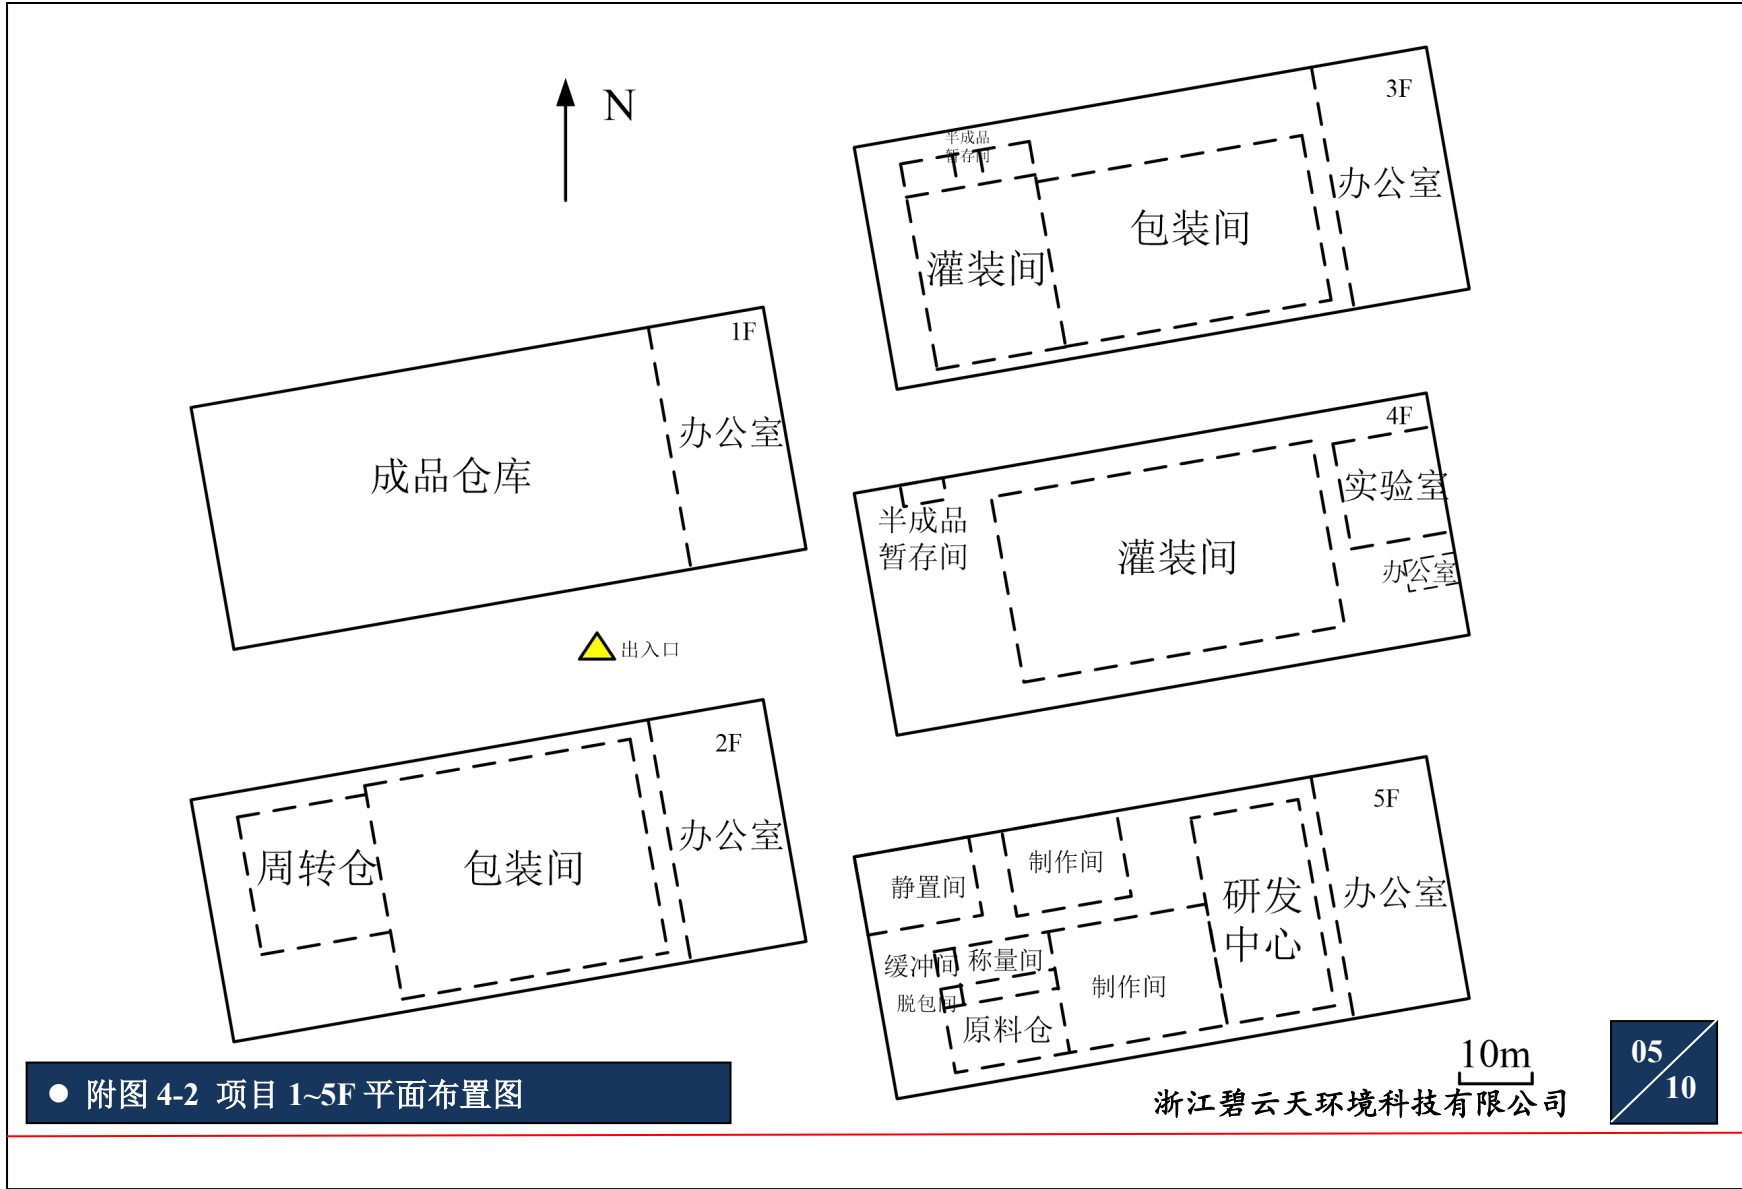 N
1F
成品仓库
办公室
出入口
2F
周转仓
包装间
办公室
3F
半成品
暂存间
灌装间
包装间
办公室
4F
半成品
暂存间
灌装间
实验室
办公室
5F
静置间
制作间
研发
中心
办公室
缓冲间
称量间
脱包间
原料仓
制作间
10m
浙江碧云天环境科技有限公司
05
10
● 附图 4-2 项目 1~5F 平面布置图